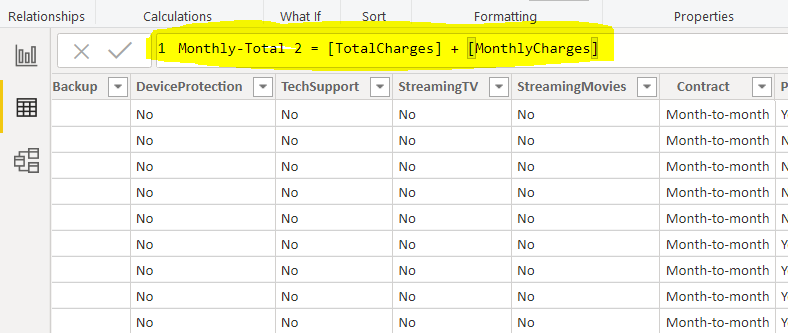 Relationships Calculations What If Sort Formatting Properties
1 Monthly-Total 2 = [TotalCharges] + [MonthlyCharges]
Backup DeviceProtection TechSupport StreamingTV StreamingMovies Contract P
No No No No Month-to-month Y
No No No No Month-to-month N
No No No No Month-to-month N
No No No No Month-to-month N
No No No No Month-to-month N
No No No No Month-to-month Y
No No No No Month-to-month Y
No No No No Month-to-month Y
No No No No Month-to-month Y